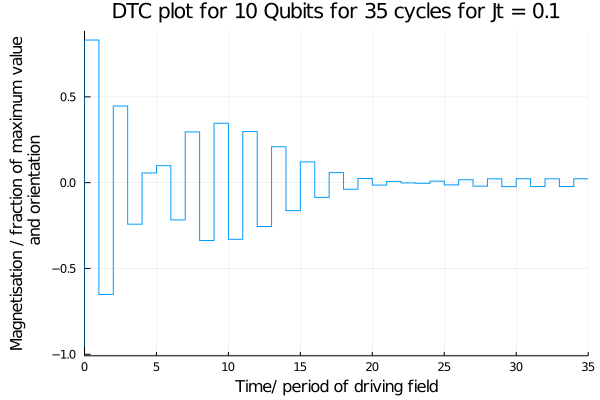 DTC plot for 10 Qubits for 35 cycles for Jt = 0.1
Magnetisation / fraction of maximum value
and orientation
0.5
0.0
−0.5
−1.0
0 5 10 15 20 25 30 35
Time/ period of driving field